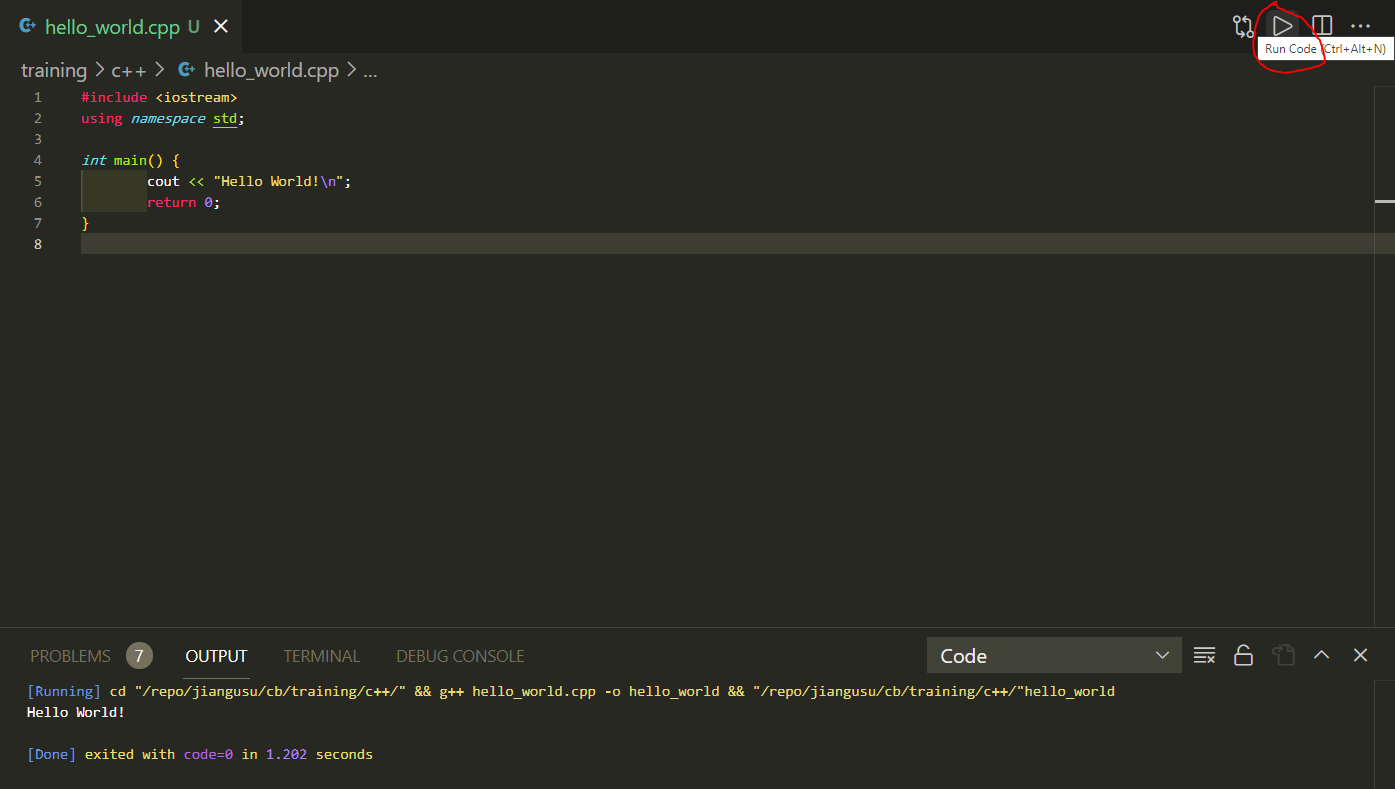 hello_world.cpp U
Run Code (Ctrl+Alt+N)
training > c++ > hello_world.cpp > ...
1 #include <iostream>
2 using namespace std;
3
4 int main() {
5 cout << "Hello World!\n";
6 return 0;
7 }
8
PROBLEMS 7 OUTPUT TERMINAL DEBUG CONSOLE Code
[Running] cd "/repo/jiangusu/cb/training/c++/" && g++ hello_world.cpp -o hello_world && "/repo/jiangusu/cb/training/c++/"hello_world
Hello World!
[Done] exited with code=0 in 1.202 seconds